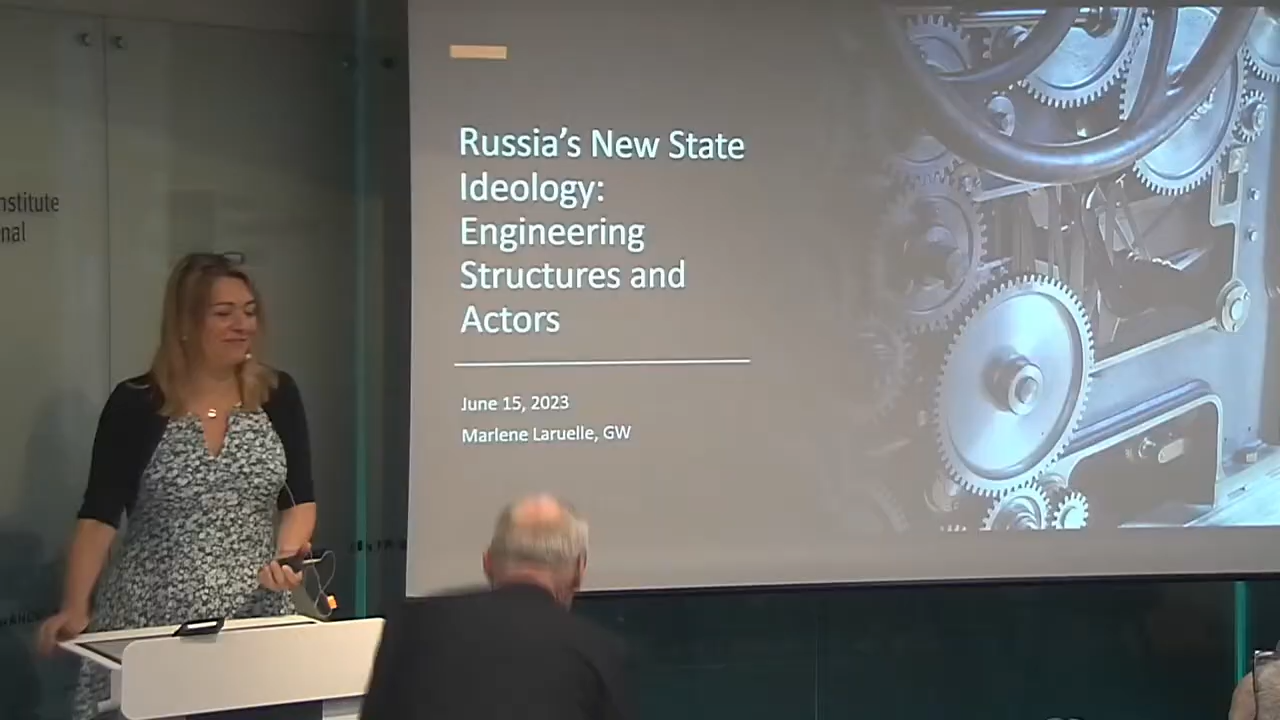 nstitute
nal
Russia's New State
Ideology:
Engineering
Structures and
Actors
June 15, 2023
Marlene Laruelle, GW